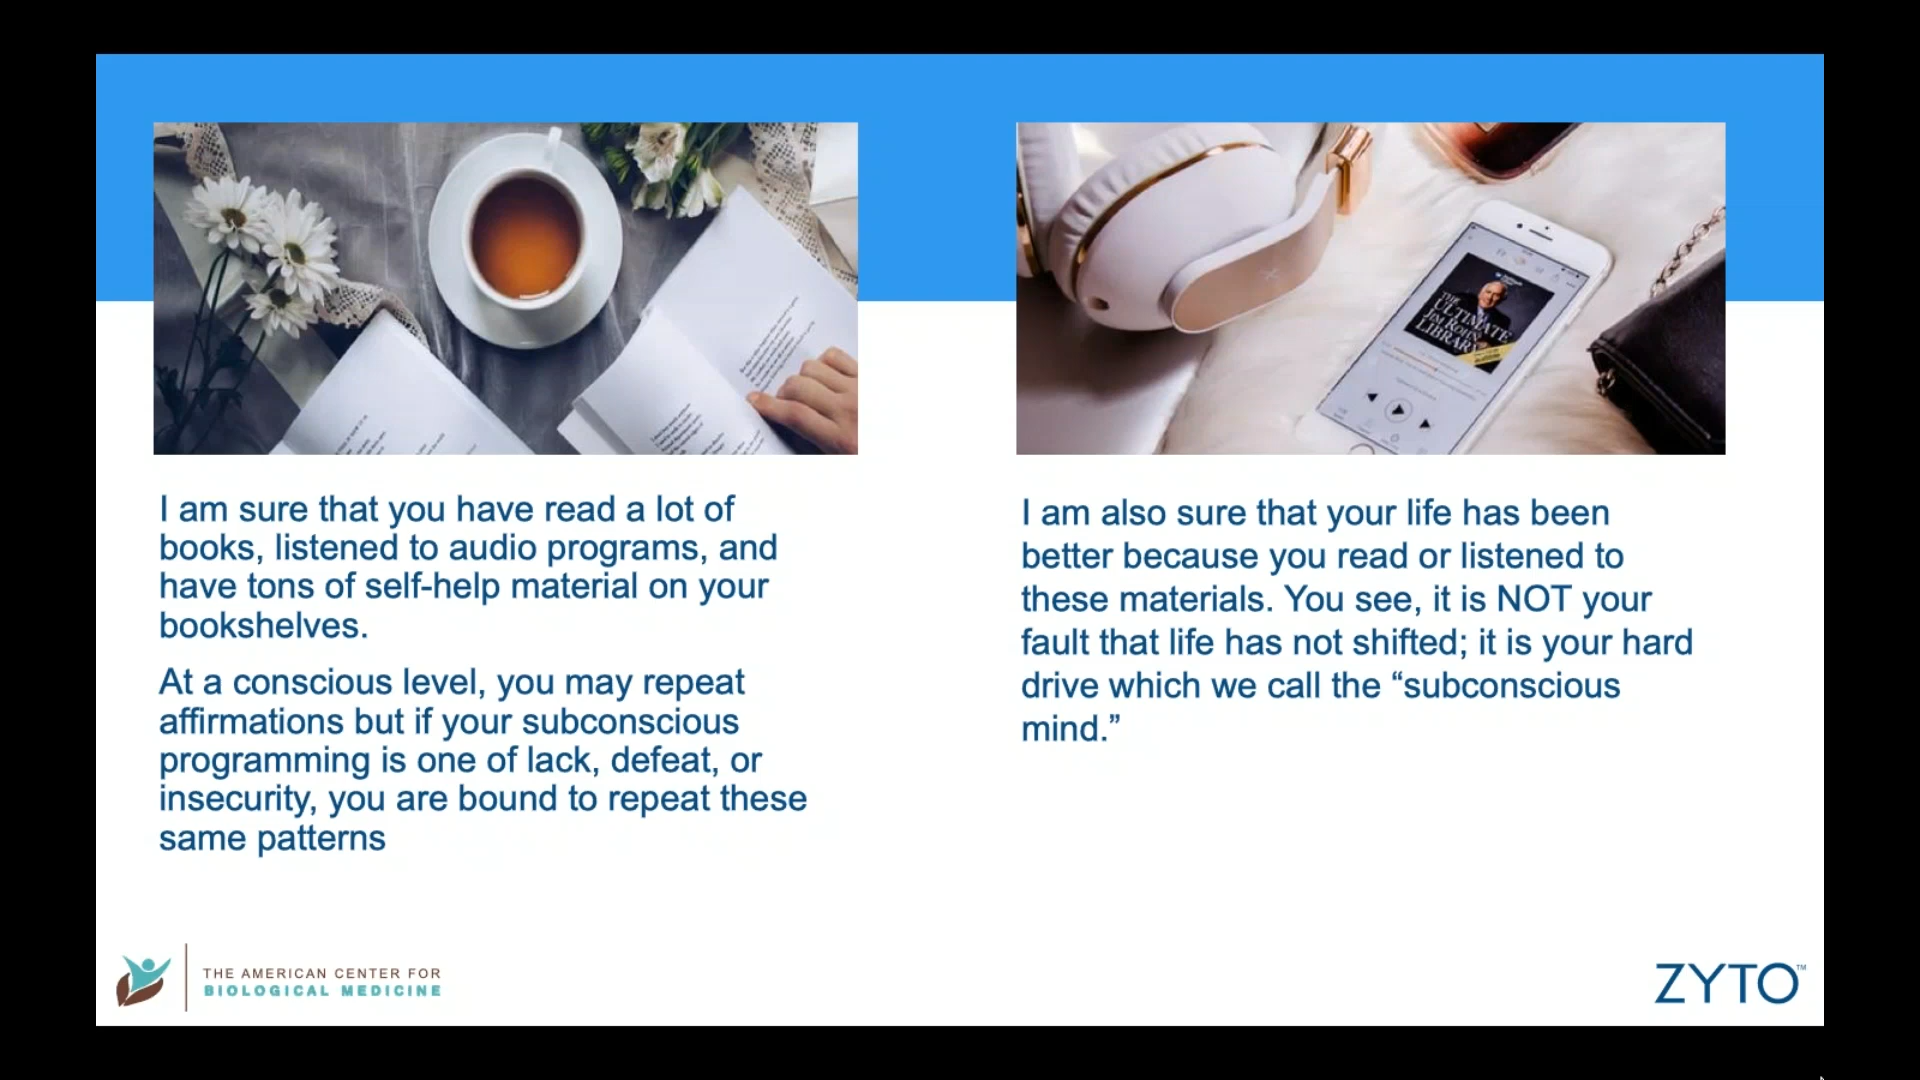 THE
ULTIMATE
JIM ROHN
LIBRARY
I am sure that you have read a lot of
books, listened to audio programs, and
have tons of self-help material on your
bookshelves.
At a conscious level, you may repeat
affirmations but if your subconscious
programming is one of lack, defeat, or
insecurity, you are bound to repeat these
same patterns
I am also sure that your life has been
better because you read or listened to
these materials. You see, it is NOT your
fault that life has not shifted; it is your hard
drive which we call the “subconscious
mind.”
THE AMERICAN CENTER FOR
BIOLOGICAL MEDICINE
ZYTO™